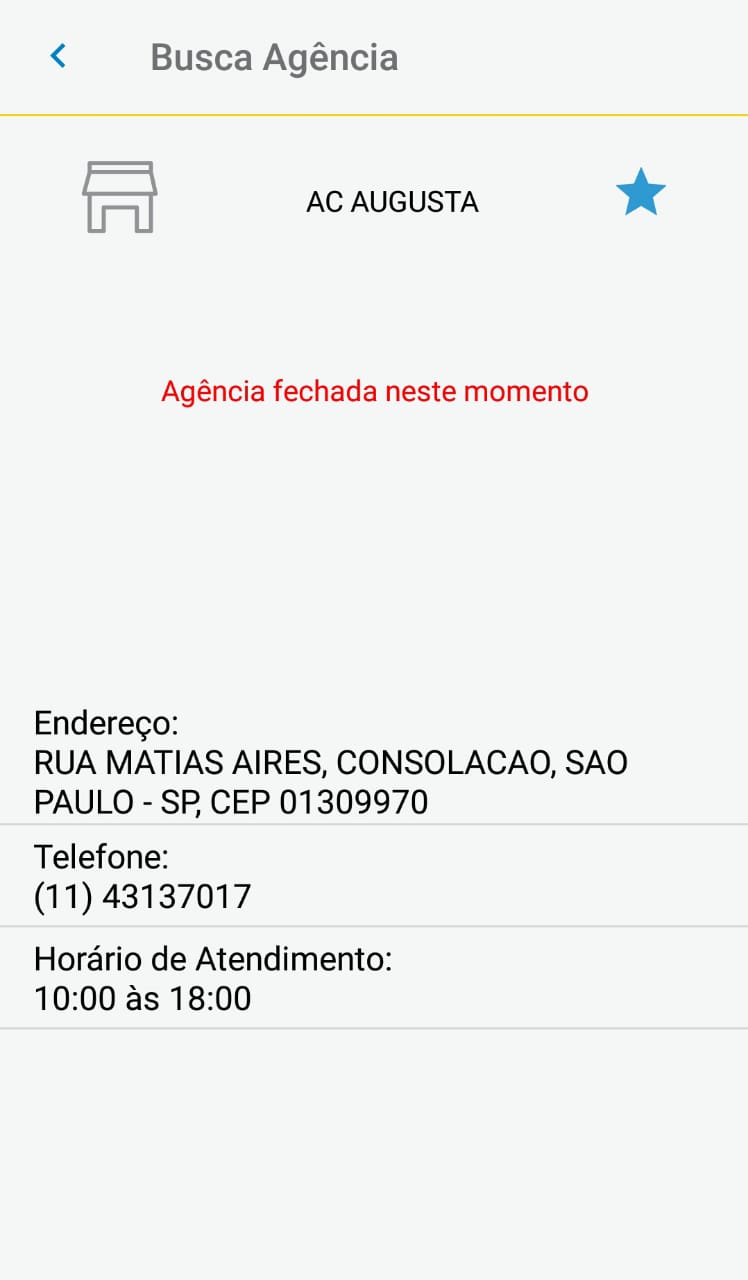 Busca Agência
AC AUGUSTA
Agência fechada neste momento
Endereço:
RUA MATIAS AIRES, CONSOLACAO, SAO
PAULO - SP, CEP 01309970
Telefone:
(11) 43137017
Horário de Atendimento:
10:00 às 18:00